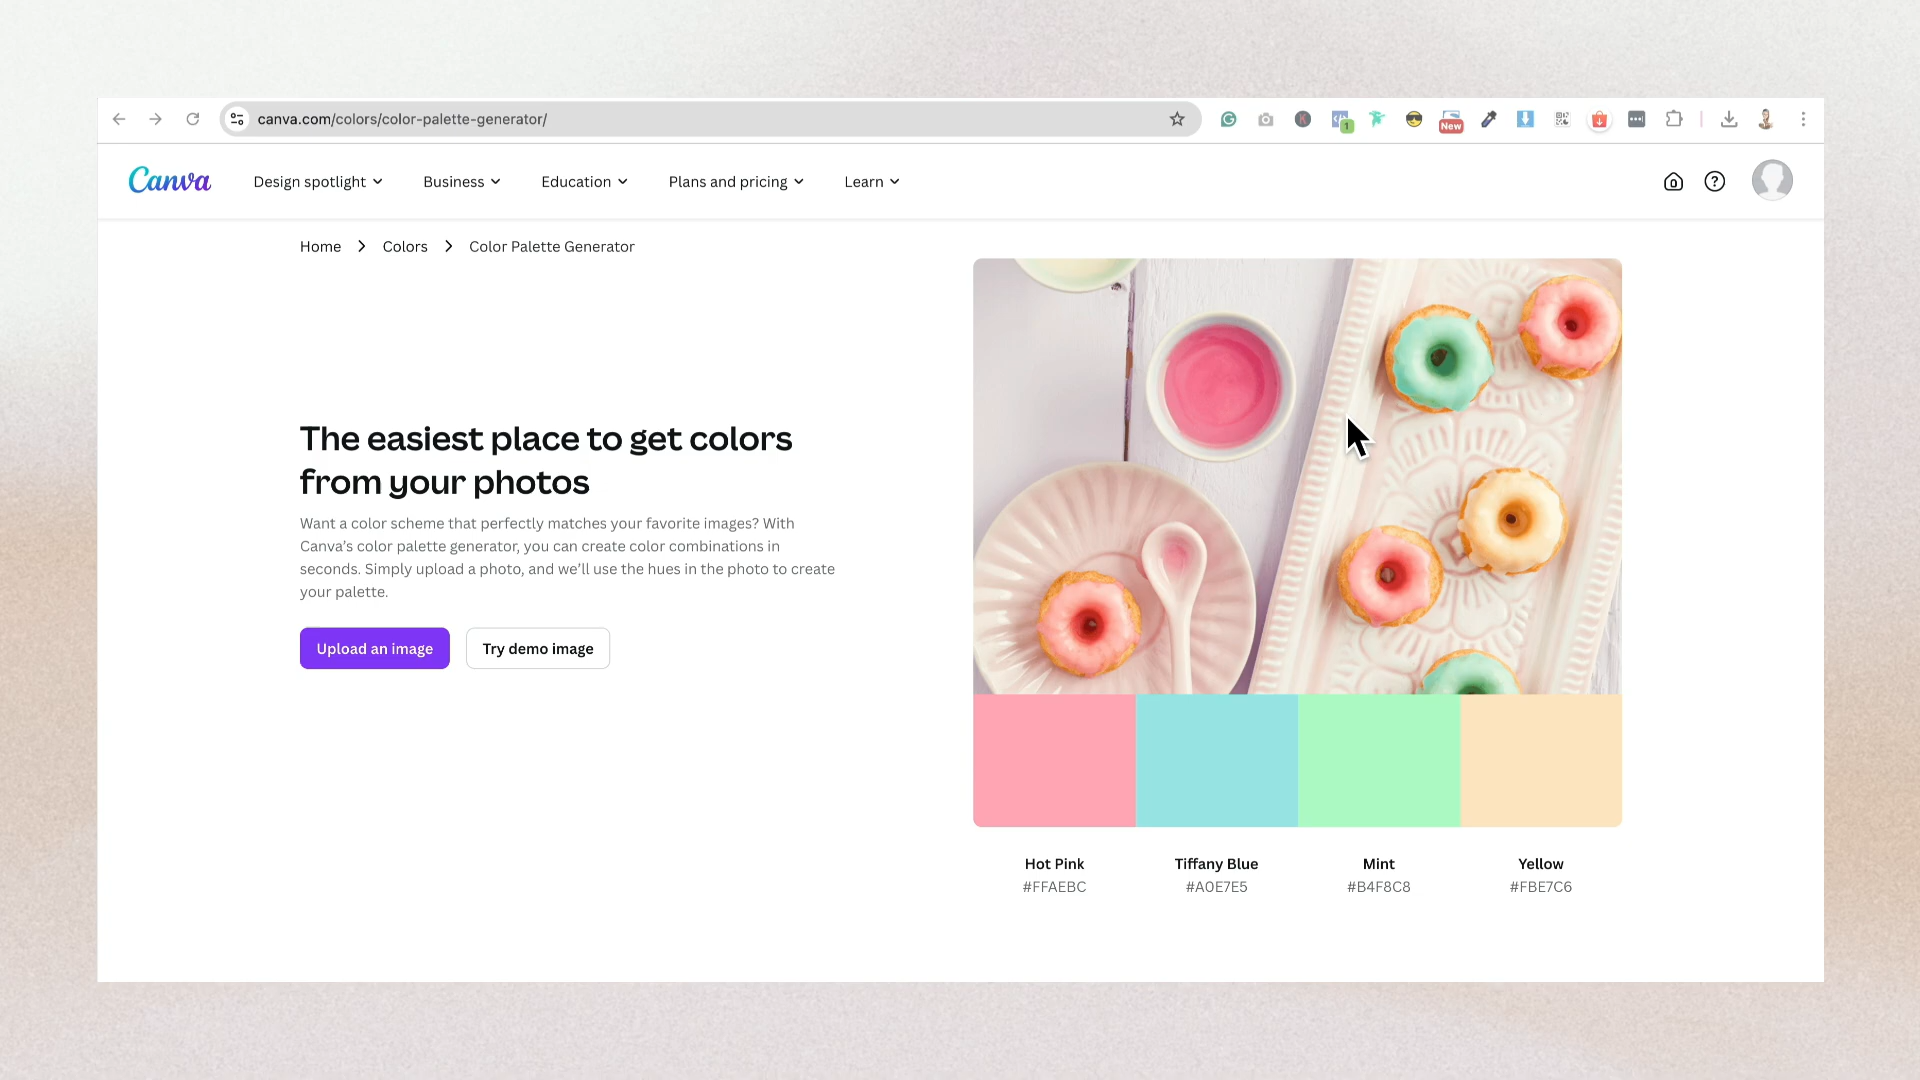 canva.com/colors/color-palette-generator/
1
New
Canva
Design spotlight
Business
Education
Plans and pricing
Learn
Home
Colors
Color Palette Generator
The easiest place to get colors
from your photos
Want a color scheme that perfectly matches your favorite images? With
Canva’s color palette generator, you can create color combinations in
seconds. Simply upload a photo, and we’ll use the hues in the photo to create
your palette.
Upload an image
Try demo image
Hot Pink
#FFAEBC
Tiffany Blue
#A0E7E5
Mint
#B4F8C8
Yellow
#FBE7C6